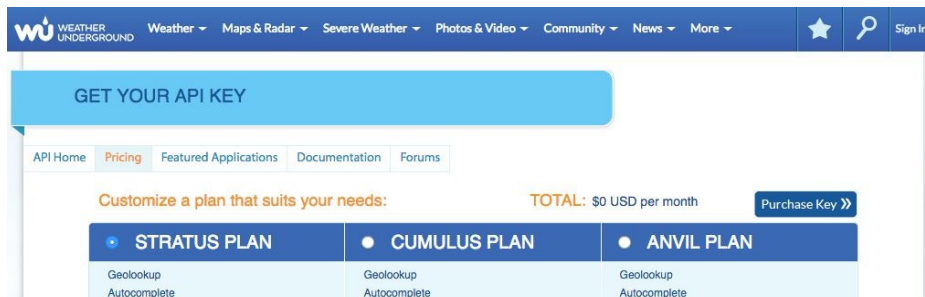 WEATHER
UNDERGROUND
Weather Maps & Radar Severe Weather Photos & Video Community News More Sign In
GET YOUR API KEY
API Home Pricing Featured Applications Documentation Forums
Customize a plan that suits your needs: TOTAL: $0 USD per month Purchase Key »
STRATUS PLAN CUMULUS PLAN ANVIL PLAN
Geolookup Geolookup Geolookup
Autocomplete Autocomplete Autocomplete